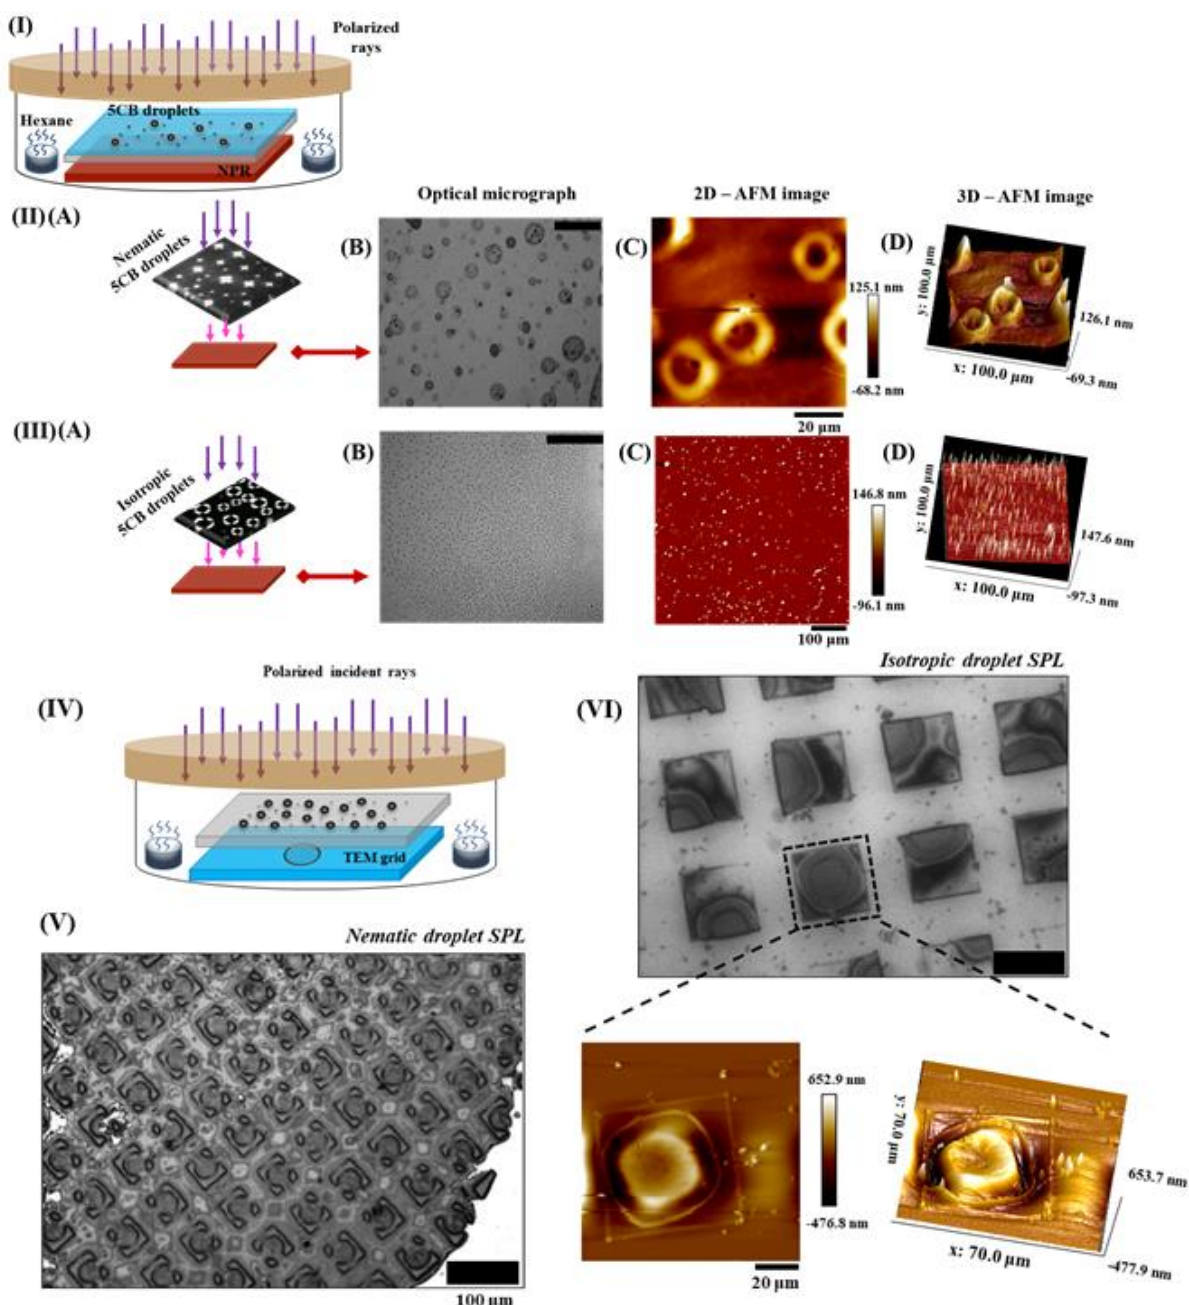 (I)
Polarized
rays
5CB droplets
Hexane
NPR
Optical micrograph
2D – AFM image
3D – AFM image
(II) (A)
Nematic
5CB droplets
(B)
(C)
125.1 nm
-68.2 nm
20 μm
(D)
y: 100.0 μm
126.1 nm
x: 100.0 μm
-69.3 nm
(III) (A)
Isotropic
5CB droplets
(B)
(C)
146.8 nm
-96.1 nm
100 μm
(D)
y: 100.0 μm
147.6 nm
x: 100.0 μm
-97.3 nm
Polarized incident rays
(IV)
TEM grid
(V)
Nematic droplet SPL
100 μm
Isotropic droplet SPL
(VI)
652.9 nm
-476.8 nm
20 μm
y: 70.0 μm
653.7 nm
x: 70.0 μm
-477.9 nm